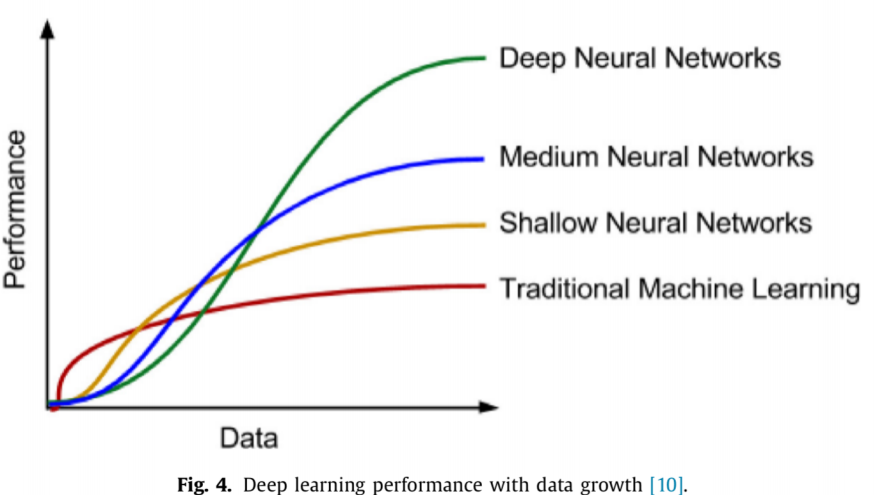 Deep Neural Networks
Medium Neural Networks
Shallow Neural Networks
Traditional Machine Learning
Performance
Data
Fig. 4. Deep learning performance with data growth [10].